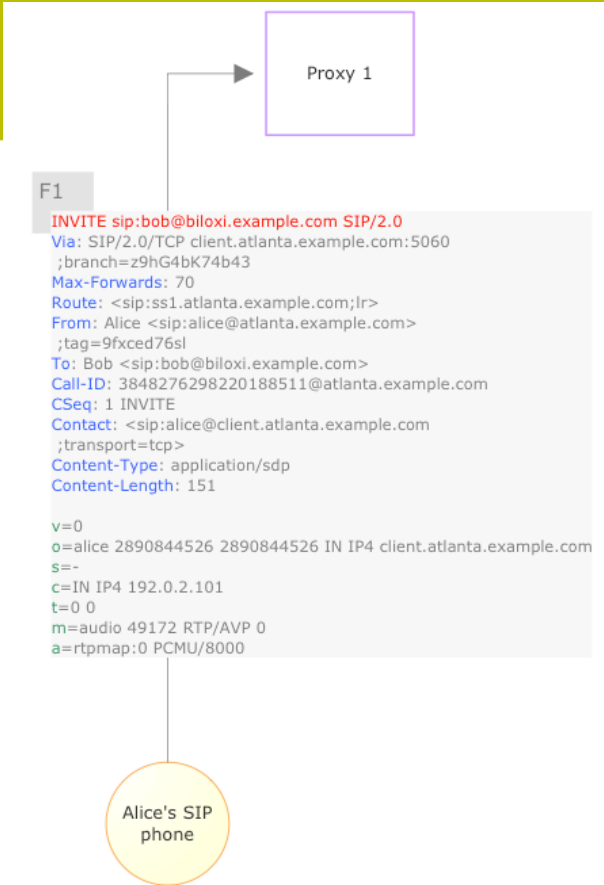 Proxy 1
F1
INVITE sip:bob@biloxi.example.com SIP/2.0
Via: SIP/2.0/TCP client.atlanta.example.com:5060
;branch=z9hG4bK74b43
Max-Forwards: 70
Route: <sip:ss1.atlanta.example.com;lr>
From: Alice <sip:alice@atlanta.example.com>
;tag=9fxced76sl
To: Bob <sip:bob@biloxi.example.com>
Call-ID: 3848276298220188511@atlanta.example.com
CSeq: 1 INVITE
Contact: <sip:alice@client.atlanta.example.com
;transport=tcp>
Content-Type: application/sdp
Content-Length: 151
v=0
o=alice 2890844526 2890844526 IN IP4 client.atlanta.example.com
s=-
c=IN IP4 192.0.2.101
t=0 0
m=audio 49172 RTP/AVP 0
a=rtpmap:0 PCMU/8000
Alice's SIP
phone